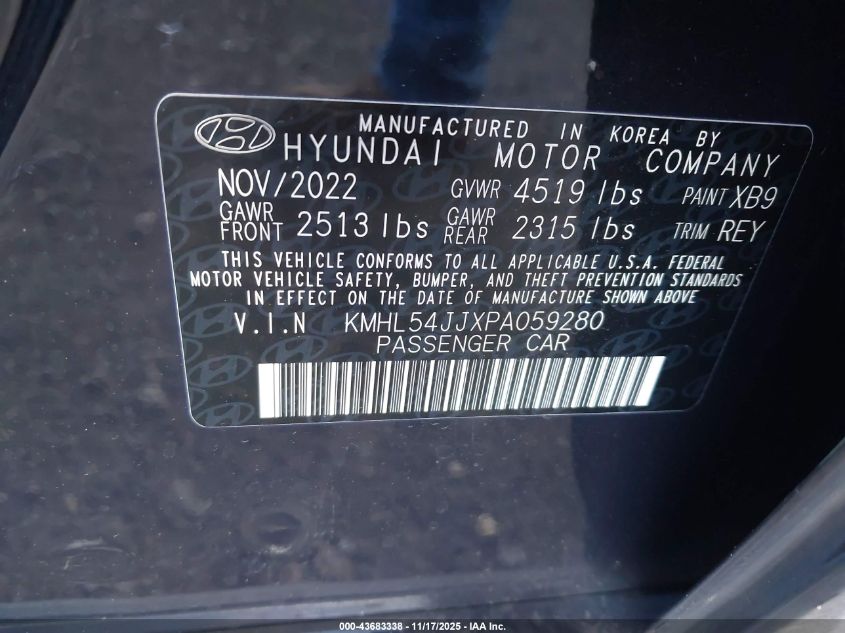 MANUFACTURED IN KOREA BY
HYUNDAI MOTOR COMPANY
NOV/2022 GVWR 4519 lbs PAINT XB9
GAWR FRONT 2513 lbs GAWR REAR 2315 lbs TRIM REY
THIS VEHICLE CONFORMS TO ALL APPLICABLE U.S.A. FEDERAL
MOTOR VEHICLE SAFETY, BUMPER, AND THEFT PREVENTION STANDARDS
IN EFFECT ON THE DATE OF MANUFACTURE SHOWN ABOVE
V.I.N KMHL54JJXPA059280
PASSENGER CAR
000-43683338 - 11/17/2025 - IAA Inc.